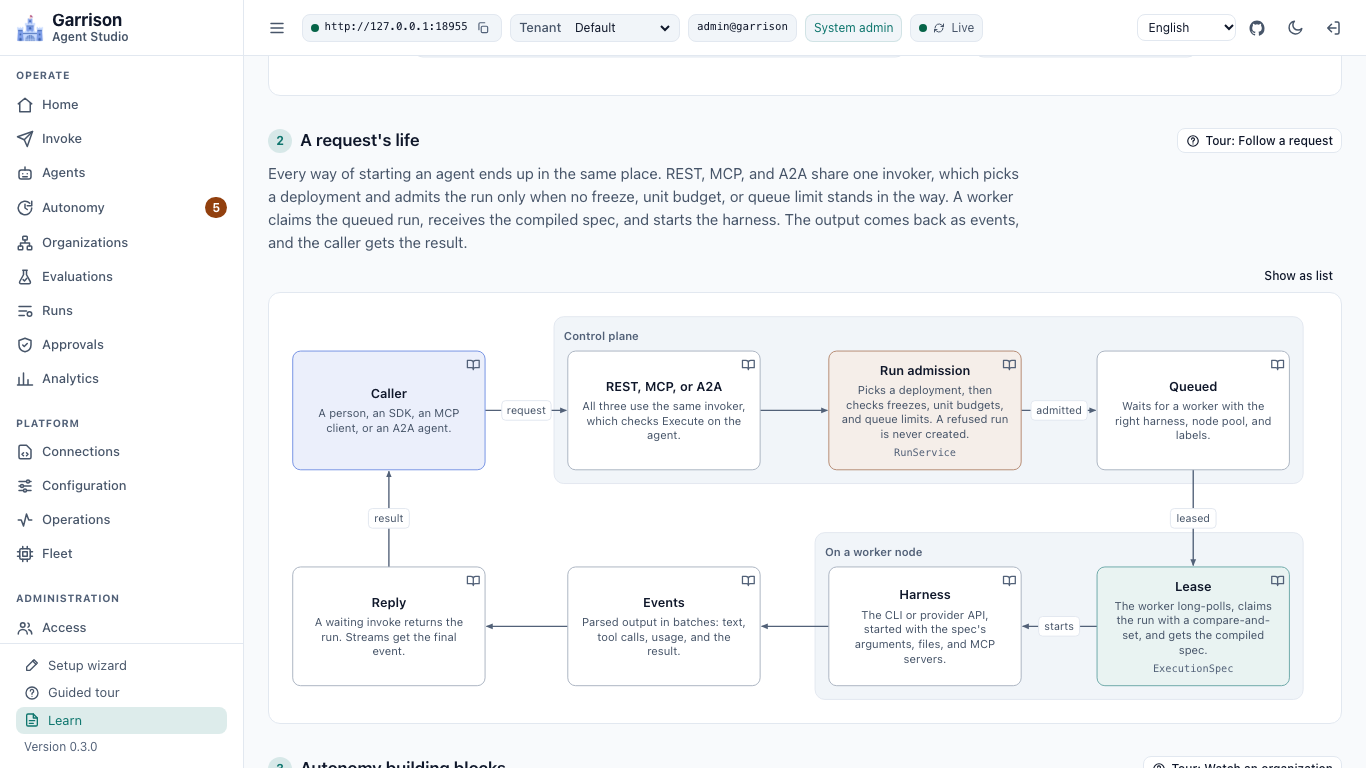 Garrison
Agent Studio
http://127.0.0.1:18955
Tenant Default
admin@garrison
System admin
Live
English
OPERATE
Home
Invoke
Agents
Autonomy 5
Organizations
Evaluations
Runs
Approvals
Analytics
PLATFORM
Connections
Configuration
Operations
Fleet
ADMINISTRATION
Access
Setup wizard
Guided tour
Learn
Version 0.3.0
2 A request's life
Tour: Follow a request
Every way of starting an agent ends up in the same place. REST, MCP, and A2A share one invoker, which picks
a deployment and admits the run only when no freeze, unit budget, or queue limit stands in the way. A worker
claims the queued run, receives the compiled spec, and starts the harness. The output comes back as events,
and the caller gets the result.
Show as list
Control plane
Caller
A person, an SDK, an MCP
client, or an A2A agent.
request
REST, MCP, or A2A
All three use the same invoker,
which checks Execute on the
agent.
Run admission
Picks a deployment, then
checks freezes, unit budgets,
and queue limits. A refused run
is never created.
RunService
admitted
Queued
Waits for a worker with the
right harness, node pool, and
labels.
result
leased
On a worker node
Reply
A waiting invoke returns the
run. Streams get the final
event.
Events
Parsed output in batches: text,
tool calls, usage, and the
result.
Harness
The CLI or provider API,
started with the spec's
arguments, files, and MCP
servers.
starts
Lease
The worker long-polls, claims
the run with a compare-and-
set, and gets the compiled
spec.
ExecutionSpec
3 Autonomy building blocks
Tour: Watch an organization